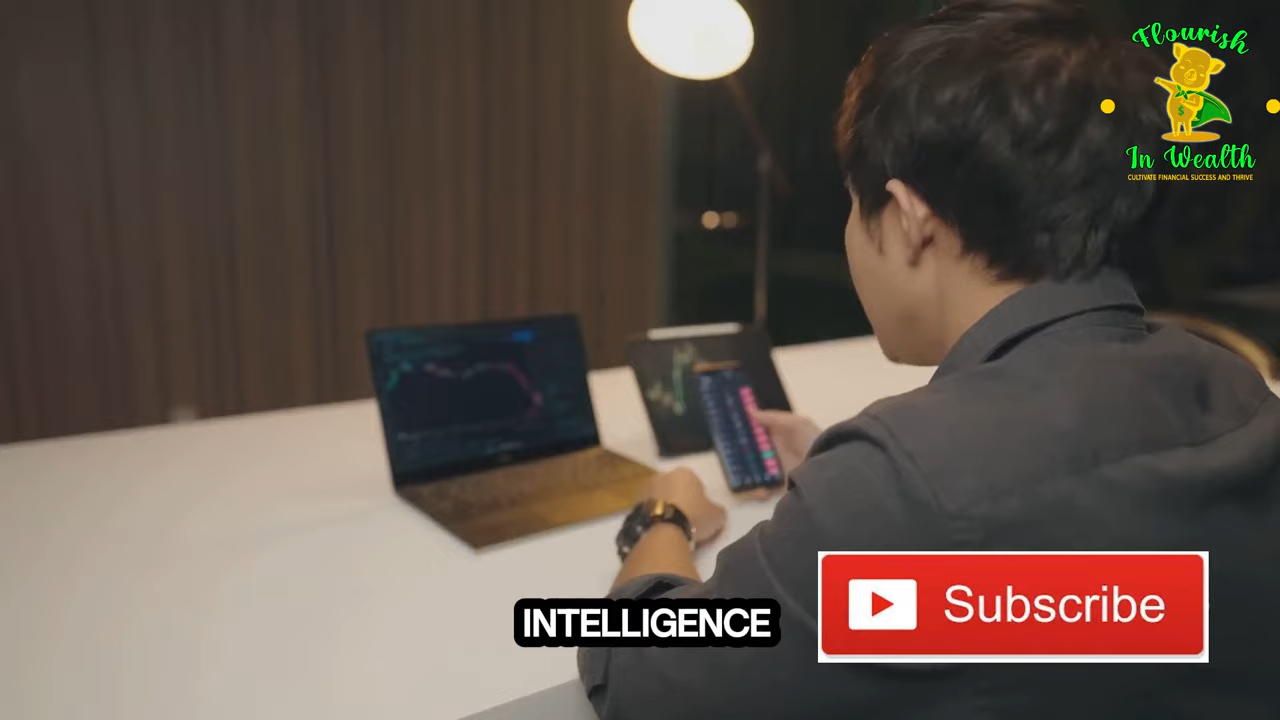 Flourish
$
In Wealth
CULTIVATE FINANCIAL SUCCESS AND THRIVE
INTELLIGENCE
Subscribe